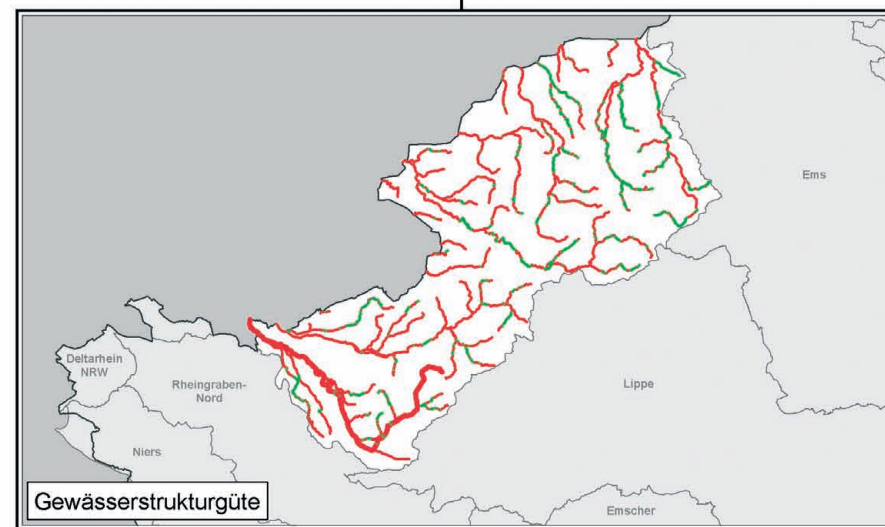 Ems
Deltarhein
NRW
Rheingraben-
Nord
Lippe
Niers
Gewässerstrukturgüte
Emscher